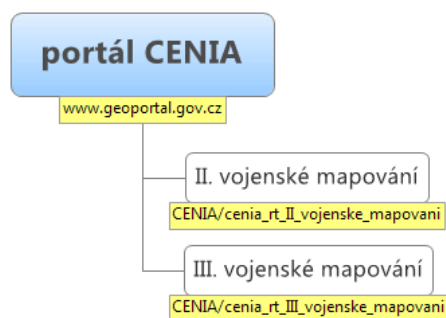 portál CENIA
www.geoportal.gov.cz
II. vojenské mapování
CENIA/cenia_rt_II_vojenske_mapovani
III. vojenské mapování
CENIA/cenia_rt_III_vojenske_mapovani